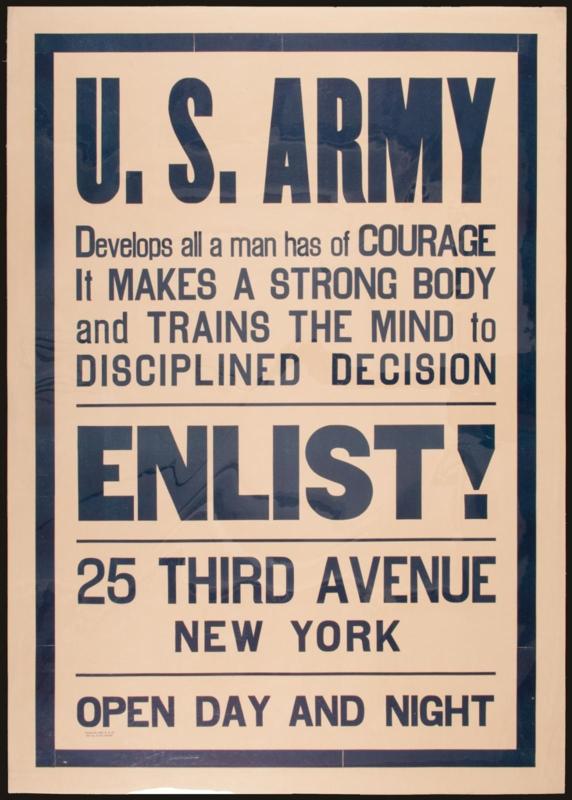 U. S. ARMY
Develops all a man has of COURAGE
It MAKES A STRONG BODY
and TRAINS THE MIND to
DISCIPLINED DECISION
ENLIST!
25 THIRD AVENUE
NEW YORK
OPEN DAY AND NIGHT